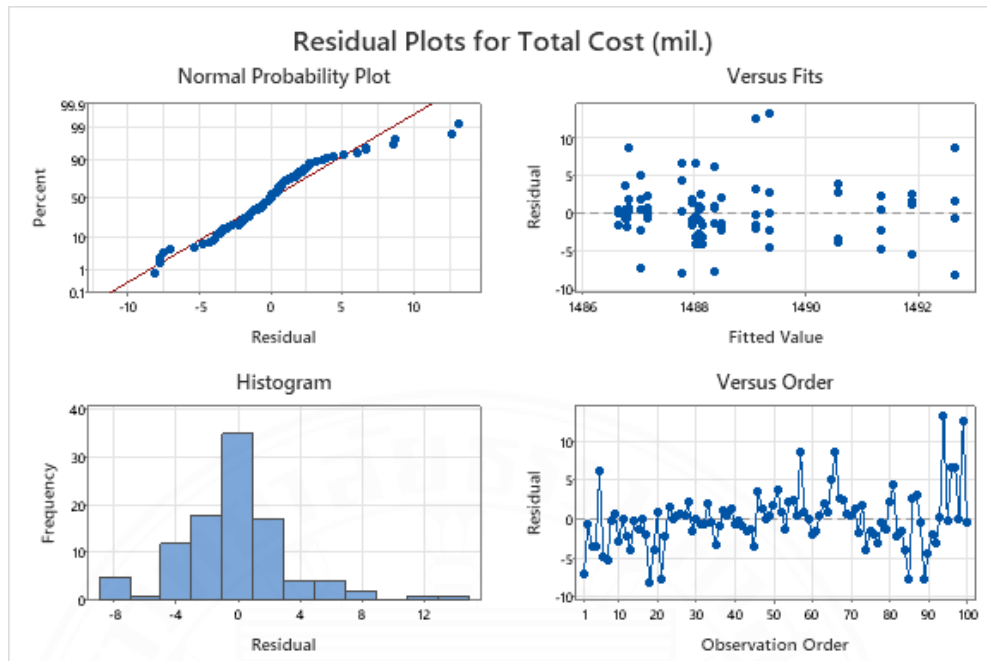 Residual Plots for Total Cost (mil.)
Normal Probability Plot
99.9
99
90
50
10
1
0.1
Percent
-10 -5 0 5 10
Residual
Versus Fits
10
5
0
-5
-10
Residual
1486 1488 1490 1492
Fitted Value
Histogram
40
30
20
10
0
Frequency
-8 -4 0 4 8 12
Residual
Versus Order
10
5
0
-5
-10
Residual
1 10 20 30 40 50 60 70 80 90 100
Observation Order